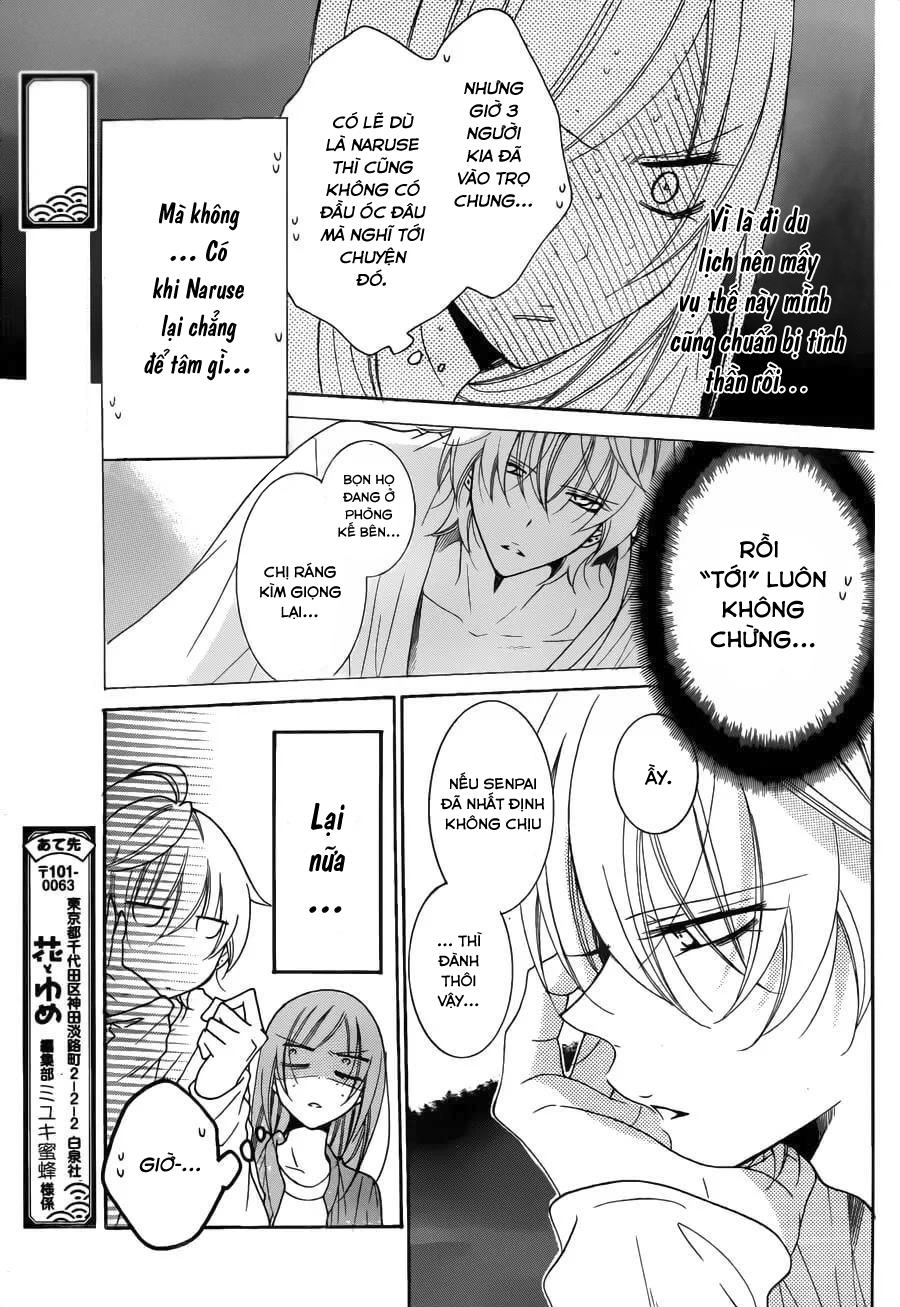 Vì là đi du
lịch nên mấy
vụ thế này mình
cũng chuẩn bị tinh
thần rồi...
NHƯNG
GIỜ 3
NGƯỜI
KIA ĐÃ
VÀO TRỌ
CHUNG...
CÓ LẼ DÙ
LÀ NARUSE
THÌ CŨNG
KHÔNG CÓ
ĐẦU ÓC ĐÂU
MÀ NGHĨ TỚI
CHUYỆN
ĐÓ.
Mà không
... Có
khi Naruse
lại chẳng
để tâm gì...
RỒI
"TỚI" LUÔN
KHÔNG
CHỪNG...
BỌN HỌ
ĐANG Ở
PHÒNG
KẾ BÊN...
CHỊ RÁNG
KÌM GIỌNG
LẠI...
ẦY.
NẾU SENPAI
ĐÃ NHẤT ĐỊNH
KHÔNG CHỊU
... THÌ
ĐÀNH
THÔI
VẬY...
Lại
nữa
...
GIỜ-...
あて先
〒101-
0063
東京都千代田区神田淡路町2-2-2 白泉社
花とゆめ 編集部 ミユキ蜜蜂 様係